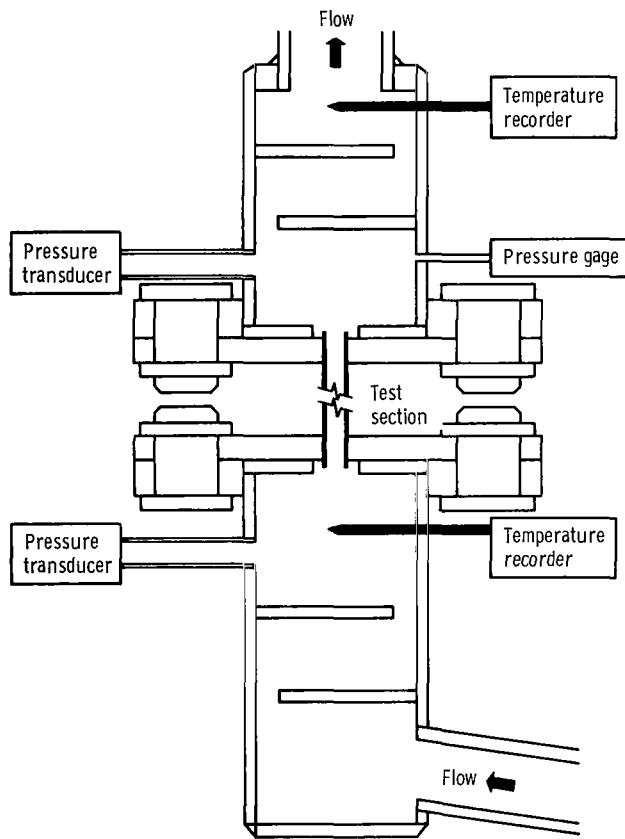 Flow
Temperature
recorder
Pressure
transducer
Pressure gage
Test
section
Pressure
transducer
Temperature
recorder
Flow